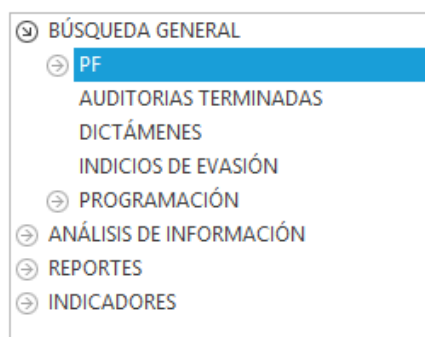 BÚSQUEDA GENERAL
PF
AUDITORIAS TERMINADAS
DICTÁMENES
INDICIOS DE EVASIÓN
PROGRAMACIÓN
ANÁLISIS DE INFORMACIÓN
REPORTES
INDICADORES